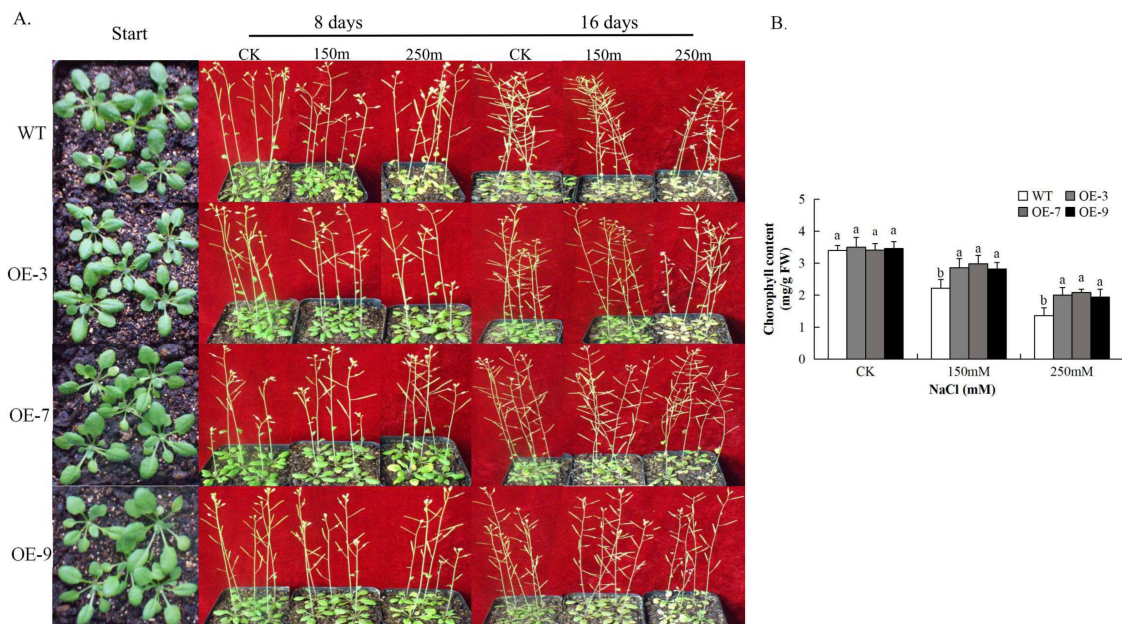 A.
Start
8 days
16 days
CK
150m
250m
CK
150m
250m
WT
OE-3
OE-7
OE-9
B.
WT
OE-3
OE-7
OE-9
Chorophyll content
(mg/g FW)
5
4
3
2
1
0
a a a a
b a a a
b a a a
CK
150mM
250mM
NaCl (mM)